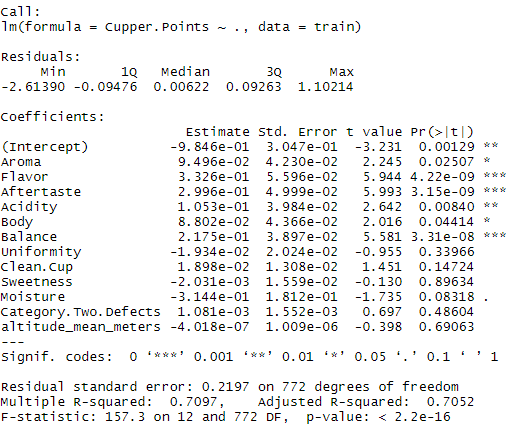 Call:
lm(formula = Cupper.Points ~ ., data = train)
Residuals:
Min 1Q Median 3Q Max
-2.61390 -0.09476 0.00622 0.09263 1.10214
Coefficients:
Estimate Std. Error t value Pr(>|t|)
(Intercept) -9.846e-01 3.047e-01 -3.231 0.00129 **
Aroma 9.496e-02 4.230e-02 2.245 0.02507 *
Flavor 3.326e-01 5.596e-02 5.944 4.22e-09 ***
Aftertaste 2.996e-01 4.999e-02 5.993 3.15e-09 ***
Acidity 1.053e-01 3.984e-02 2.642 0.00840 **
Body 8.802e-02 4.366e-02 2.016 0.04414 *
Balance 2.175e-01 3.897e-02 5.581 3.31e-08 ***
Uniformity -1.934e-02 2.024e-02 -0.955 0.33966
Clean.Cup 1.898e-02 1.308e-02 1.451 0.14724
Sweetness -2.031e-03 1.559e-02 -0.130 0.89634
Moisture -3.144e-01 1.812e-01 -1.735 0.08318 .
Category.Two.Defects 1.081e-03 1.552e-03 0.697 0.48604
altitude_mean_meters -4.018e-07 1.009e-06 -0.398 0.69063
---
Signif. codes: 0 ‘***’ 0.001 ‘**’ 0.01 ‘*’ 0.05 ‘.’ 0.1 ‘ ’ 1
Residual standard error: 0.2197 on 772 degrees of freedom
Multiple R-squared: 0.7097, Adjusted R-squared: 0.7052
F-statistic: 157.3 on 12 and 772 DF, p-value: < 2.2e-16